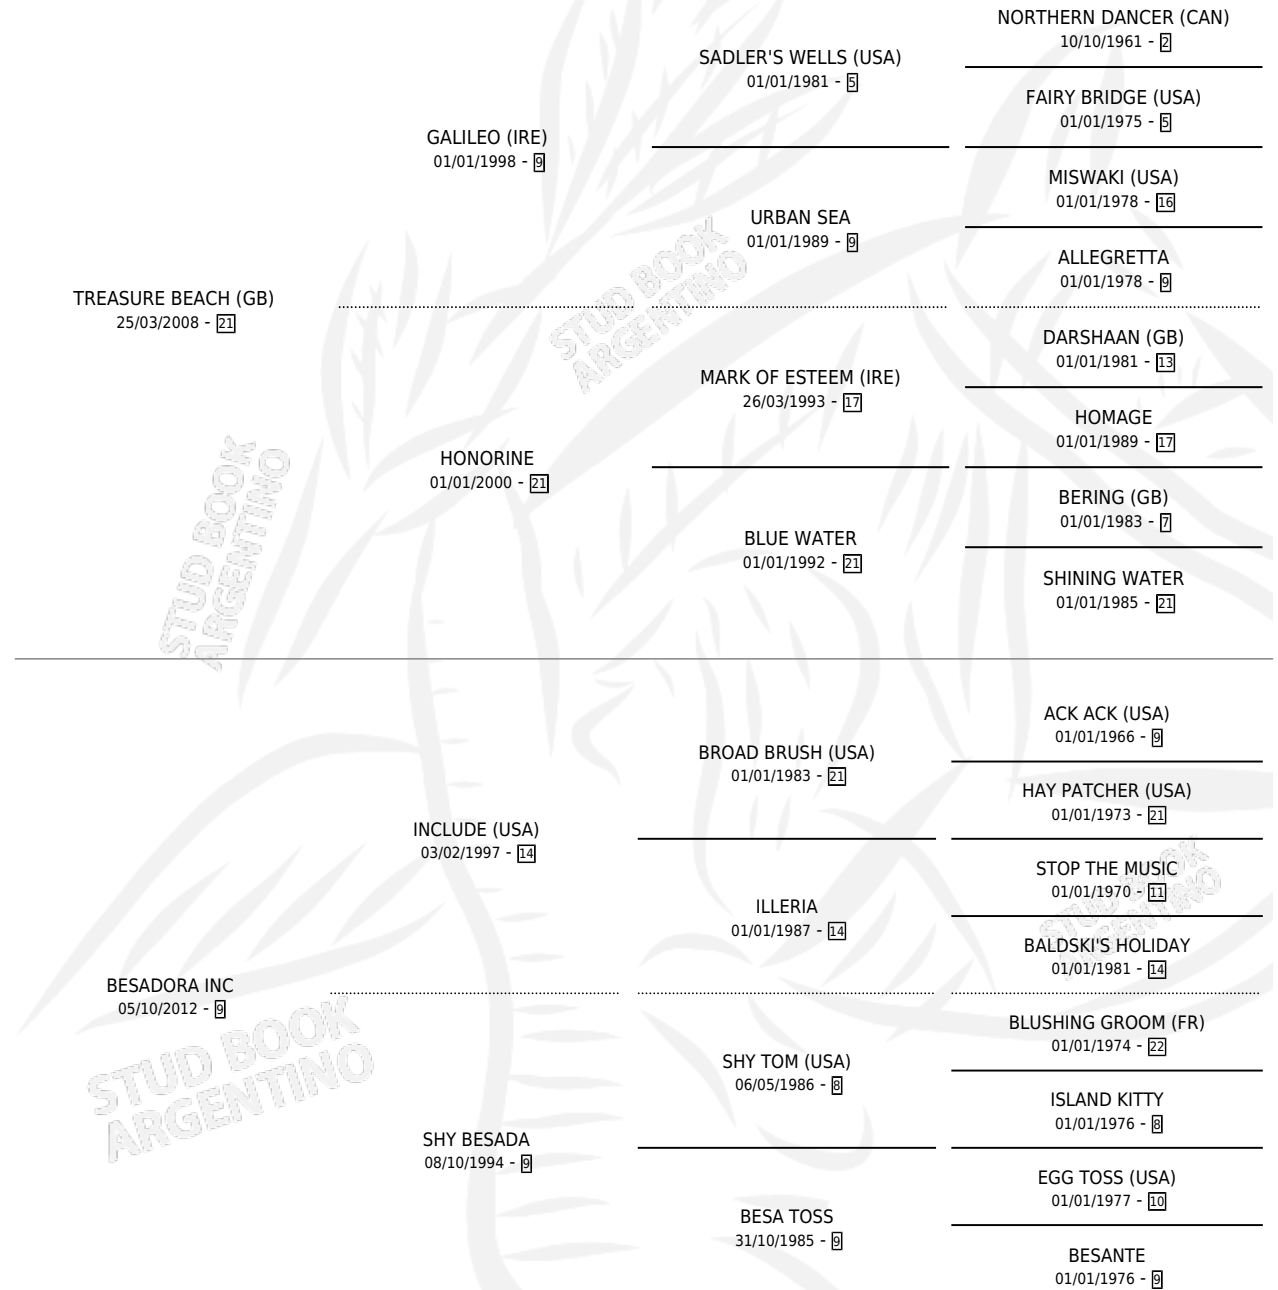 NORTHERN DANCER (CAN)
10/10/1961 - 2
SADLER'S WELLS (USA)
01/01/1981 - 5
FAIRY BRIDGE (USA)
01/01/1975 - 5
GALILEO (IRE)
01/01/1998 - 9
MISWAKI (USA)
01/01/1978 - 16
URBAN SEA
01/01/1989 - 9
ALLEGRETTA
01/01/1978 - 9
TREASURE BEACH (GB)
25/03/2008 - 21
STUD BOOK
ARGENTINO
DARSHAAN (GB)
01/01/1981 - 13
MARK OF ESTEEM (IRE)
26/03/1993 - 17
HOMAGE
01/01/1989 - 17
HONORINE
01/01/2000 - 21
BERING (GB)
01/01/1983 - 7
BLUE WATER
01/01/1992 - 21
SHINING WATER
01/01/1985 - 21
STUD BOOK
ARGENTINO
ACK ACK (USA)
01/01/1966 - 9
BROAD BRUSH (USA)
01/01/1983 - 21
HAY PATCHER (USA)
01/01/1973 - 21
INCLUDE (USA)
03/02/1997 - 14
STOP THE MUSIC
01/01/1970 - 11
ILLERIA
01/01/1987 - 14
STUD BOOK
ARGENTINO
BALDSKI'S HOLIDAY
01/01/1981 - 14
BESADORA INC
05/10/2012 - 9
BLUSHING GROOM (FR)
01/01/1974 - 22
SHY TOM (USA)
06/05/1986 - 8
ISLAND KITTY
01/01/1976 - 8
STUD BOOK
ARGENTINO
SHY BESADA
08/10/1994 - 9
EGG TOSS (USA)
01/01/1977 - 10
BESA TOSS
31/10/1985 - 9
BESANTE
01/01/1976 - 9